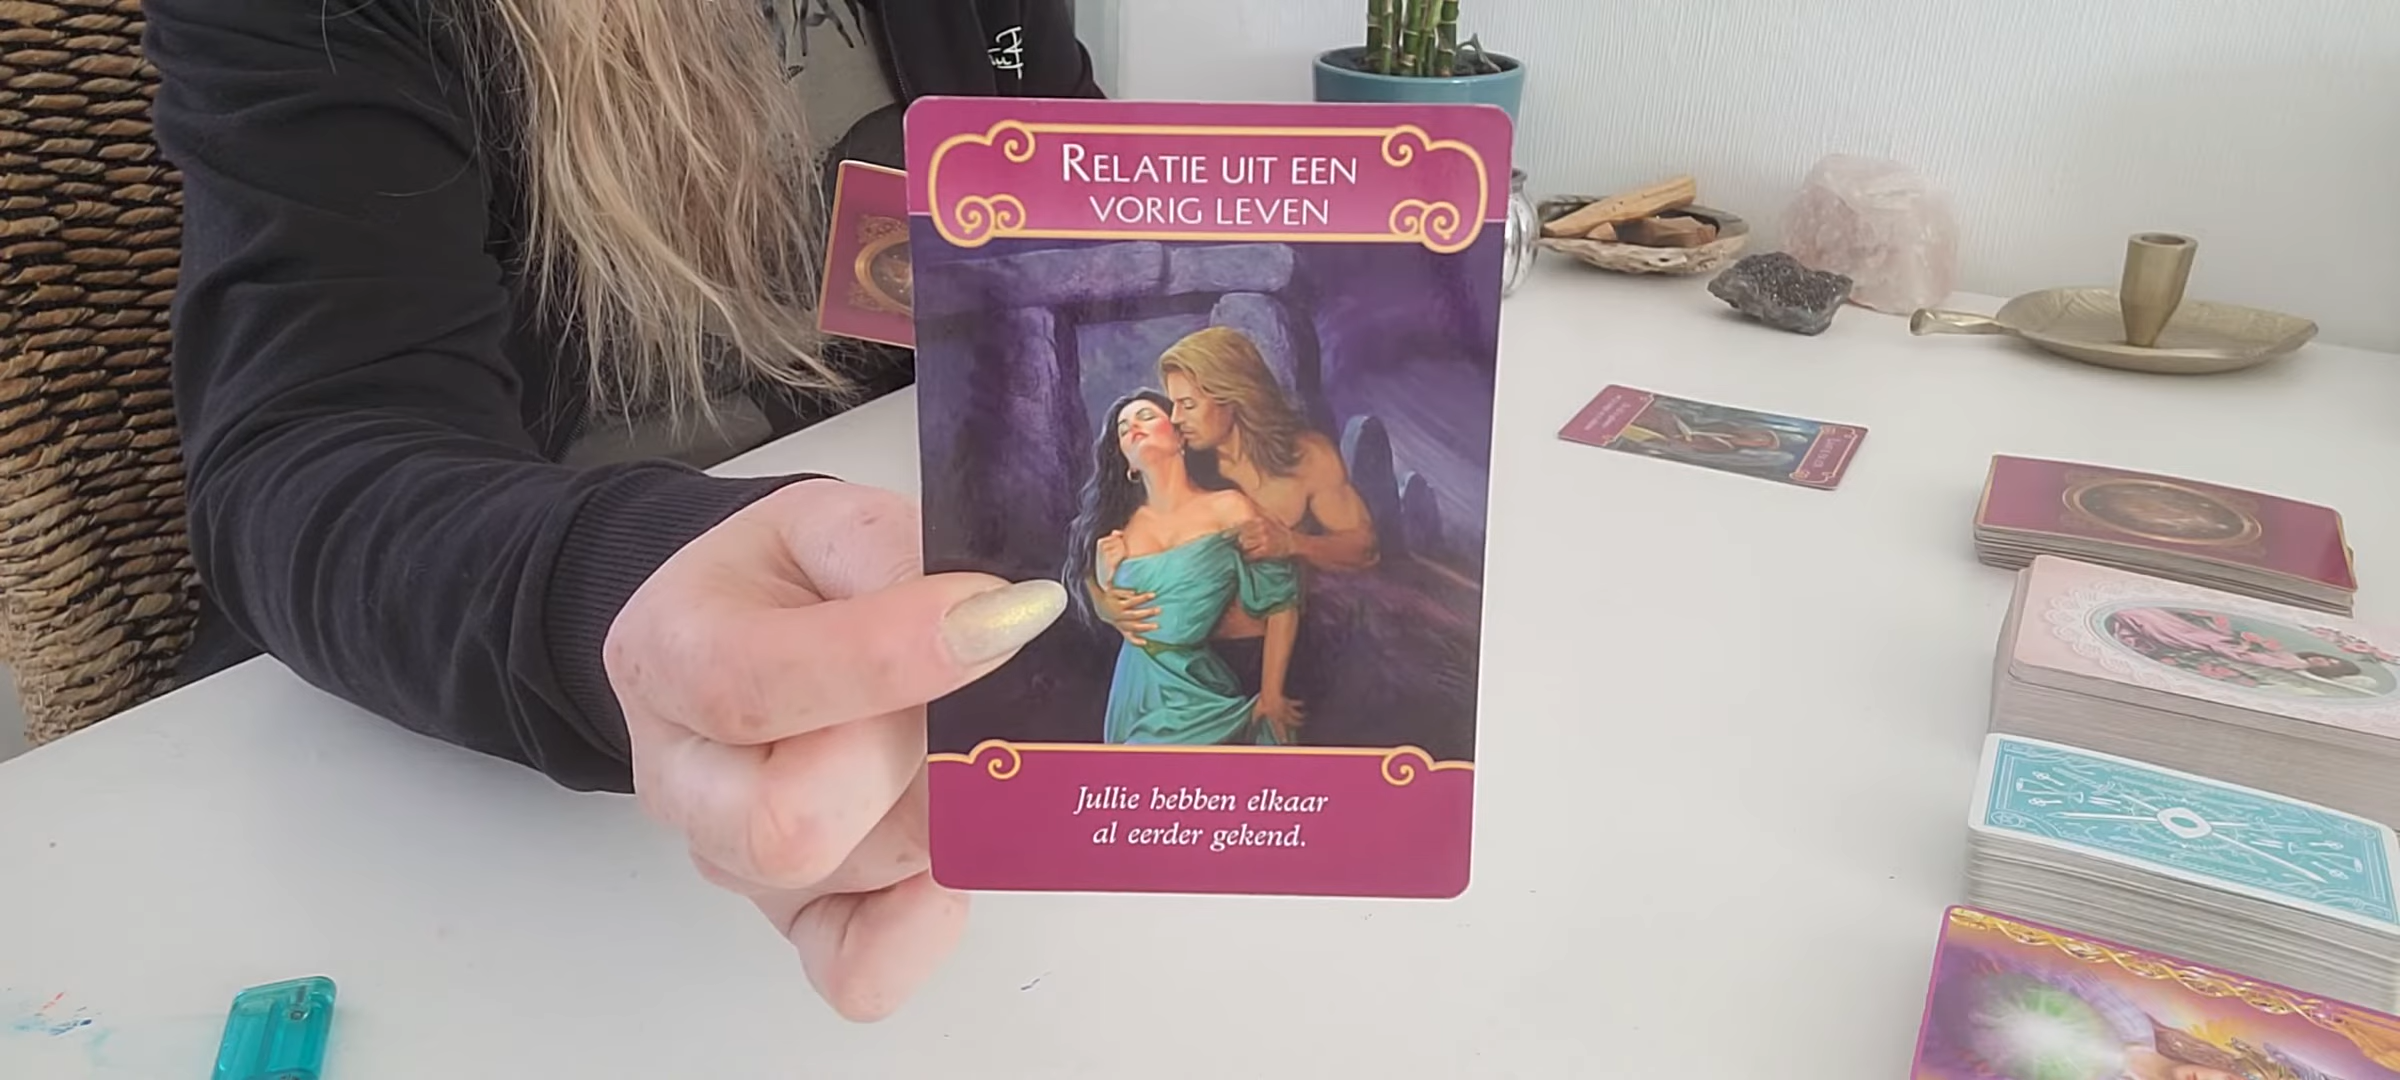 RELATIE UIT EEN
VORIG LEVEN
Jullie hebben elkaar
al eerder gekend.